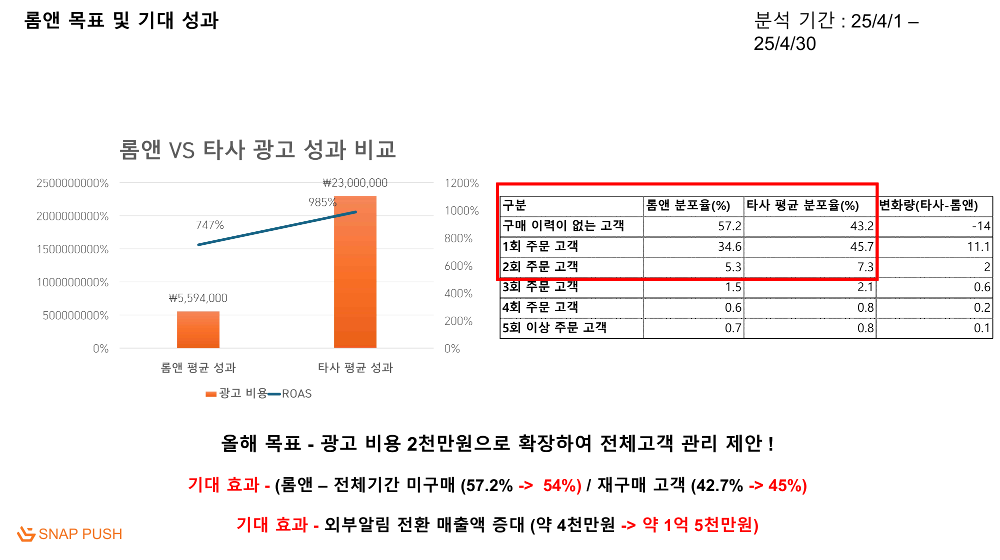 롬앤 목표 및 기대 성과
분석 기간 : 25/4/1 –
25/4/30
롬앤 VS 타사 광고 성과 비교
2500000000%
2000000000%
1500000000%
1000000000%
500000000%
0%
₩23,000,000
985%
747%
₩5,594,000
1200%
1000%
800%
600%
400%
200%
0%
롬앤 평균 성과 타사 평균 성과
광고 비용 ROAS
구분 롬앤 분포율(%) 타사 평균 분포율(%) 변화량(타사-롬앤)
구매 이력이 없는 고객 57.2 43.2 -14
1회 주문 고객 34.6 45.7 11.1
2회 주문 고객 5.3 7.3 2
3회 주문 고객 1.5 2.1 0.6
4회 주문 고객 0.6 0.8 0.2
5회 이상 주문 고객 0.7 0.8 0.1
올해 목표 - 광고 비용 2천만원으로 확장하여 전체고객 관리 제안 !
기대 효과 - (롬앤 – 전체기간 미구매 (57.2% -> 54%) / 재구매 고객 (42.7% -> 45%)
기대 효과 - 외부알림 전환 매출액 증대 (약 4천만원 -> 약 1억 5천만원)
SNAP PUSH